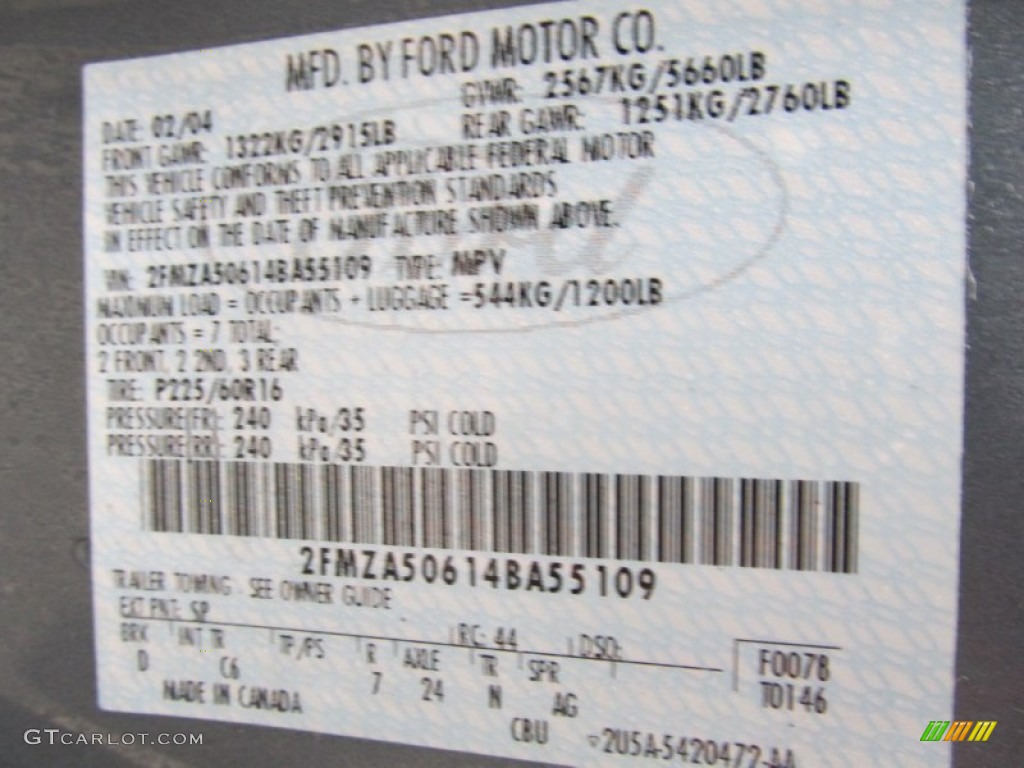 MFD. BY FORD MOTOR CO.
DATE: 02/04 GVWR: 2567KG/5660LB
FRONT GAWR: 1322KG/2915LB REAR GAWR: 1251KG/2760LB
THIS VEHICLE CONFORMS TO ALL APPLICABLE FEDERAL MOTOR
VEHICLE SAFETY AND THEFT PREVENTION STANDARDS
IN EFFECT ON THE DATE OF MANUFACTURE SHOWN ABOVE.
VIN: 2FMZA50614BA55109 TYPE: MPV
MAXIMUM LOAD = OCCUPANTS + LUGGAGE =544KG/1200LB
OCCUPANTS = 7 TOTAL;
2 FRONT, 2 2ND, 3 REAR
TIRE: P225/60R16
PRESSURE(FR): 240 kPa/35 PSI COLD
PRESSURE(RR): 240 kPa/35 PSI COLD
2FMZA50614BA55109
TRAILER TOWING - SEE OWNER GUIDE
EXT PNT: SP RC: 44 DSO:
BRK INT TR TP/PS R AXLE TR SPR F0078
D C6 7 24 N AG T0146
MADE IN CANADA CBU 2U5A-5420472-AA
GTCARLOT.COM